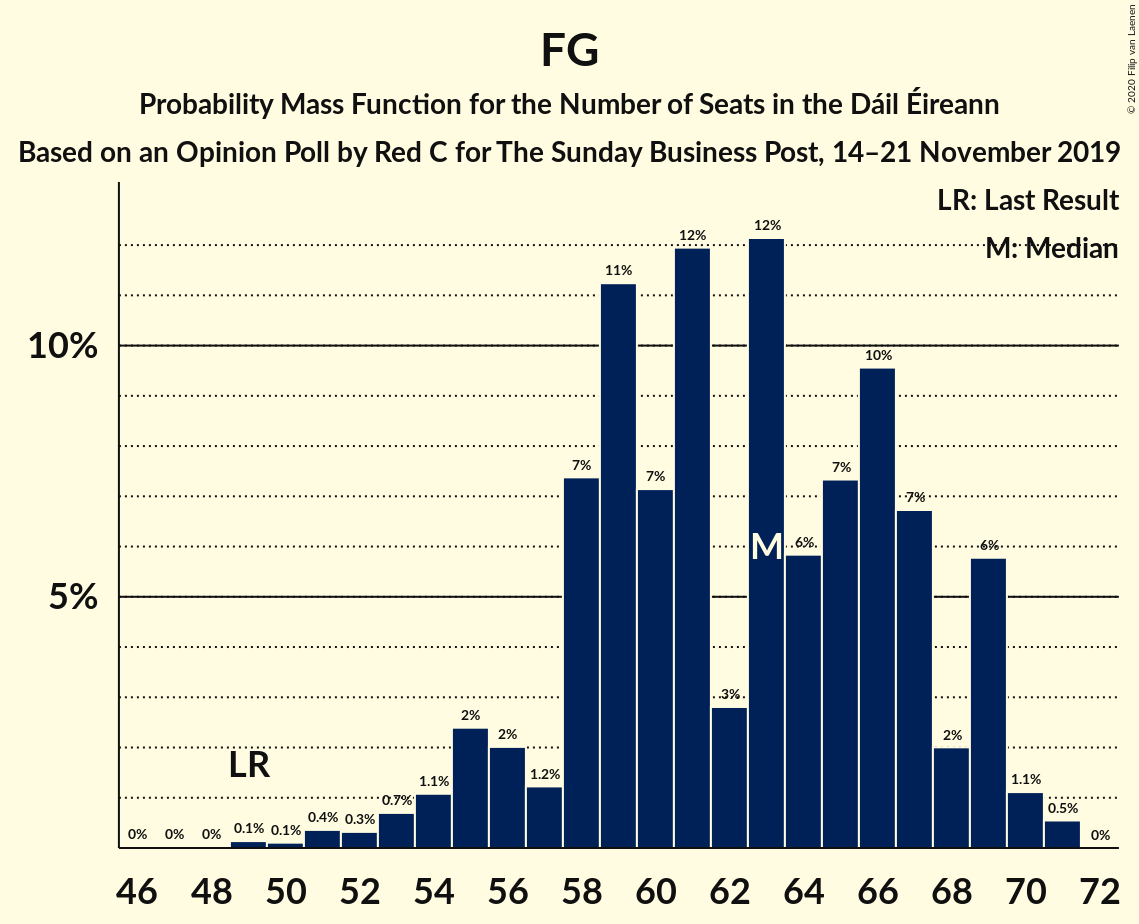 FG
Probability Mass Function for the Number of Seats in the Dáil Éireann
Based on an Opinion Poll by Red C for The Sunday Business Post, 14–21 November 2019
© 2020 Filip van Laenen
LR: Last Result
M: Median
10%
5%
0% 0% 0% 0.1% 0.1% 0.4% 0.3% 0.7% 1.1% 2% 2% 1.2% 7% 11% 7% 12% 3% 12% 6% 7% 10% 7% 2% 6% 1.1% 0.5% 0%
LR
M
46 48 50 52 54 56 58 60 62 64 66 68 70 72